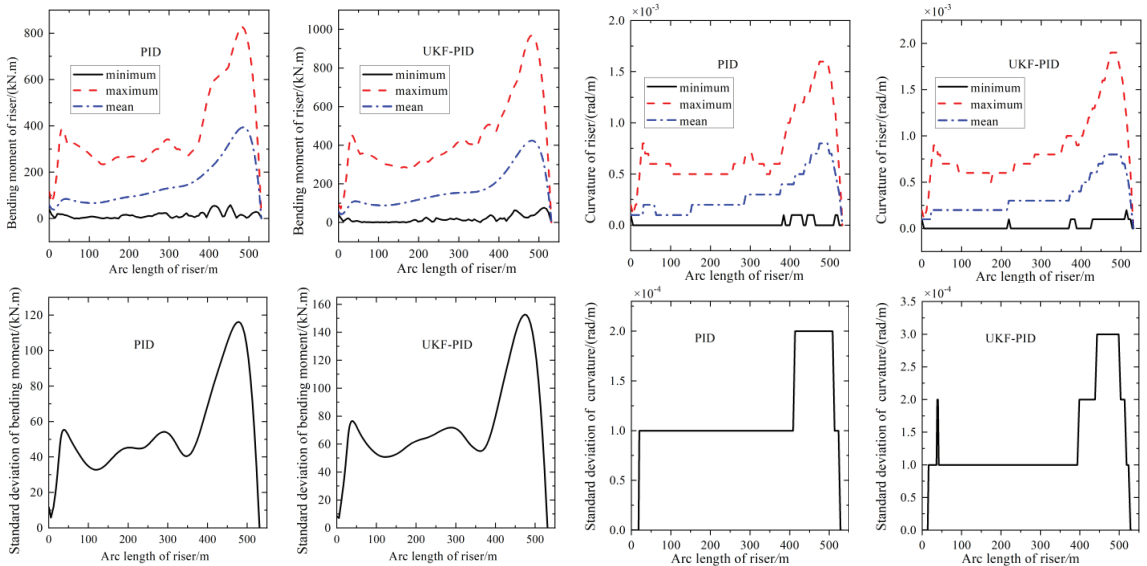 Bending moment of riser/(kN.m)
800
600
400
200
0
PID
minimum
maximum
mean
0 100 200 300 400 500
Arc length of riser/m
Bending moment of riser/(kN.m)
1000
800
600
400
200
0
UKF-PID
minimum
maximum
mean
0 100 200 300 400 500
Arc length of riser/m
×10⁻³
Curvature of riser/(rad/m)
2.0
1.5
1.0
0.5
0.0
PID
minimum
maximum
mean
0 100 200 300 400 500
Arc length of riser/m
×10⁻³
Curvature of riser/(rad/m)
2.0
1.5
1.0
0.5
0.0
UKF-PID
minimum
maximum
mean
0 100 200 300 400 500
Arc length of riser/m
Standard deviation of bending moment/(kN.m)
120
100
80
60
40
20
0
PID
0 100 200 300 400 500
Arc length of riser/m
Standard deviation of bending moment/(kN.m)
160
140
120
100
80
60
40
20
0
UKF-PID
0 100 200 300 400 500
Arc length of riser/m
×10⁻⁴
Standard deviation of curvature/(rad/m)
2.0
1.5
1.0
0.5
0.0
PID
0 100 200 300 400 500
Arc length of riser/m
×10⁻⁴
Standard deviation of curvature/(rad/m)
3.5
3.0
2.5
2.0
1.5
1.0
0.5
0.0
UKF-PID
0 100 200 300 400 500
Arc length of riser/m